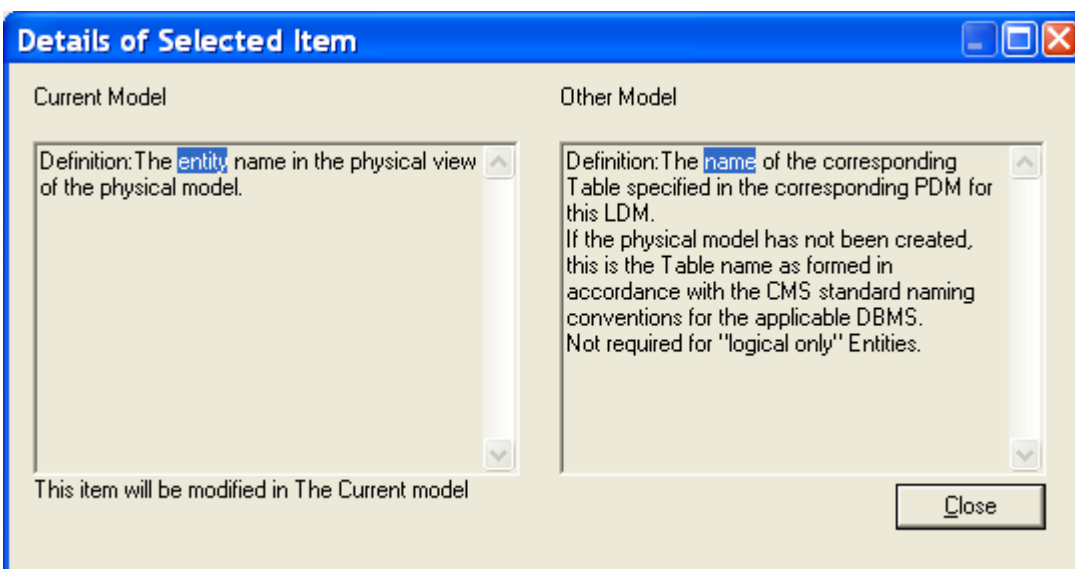 Details of Selected Item
Current Model
Other Model
Definition:The entity name in the physical view
of the physical model.
Definition:The name of the corresponding
Table specified in the corresponding PDM for
this LDM.
If the physical model has not been created,
this is the Table name as formed in
accordance with the CMS standard naming
conventions for the applicable DBMS.
Not required for "logical only" Entities.
This item will be modified in The Current model
Close